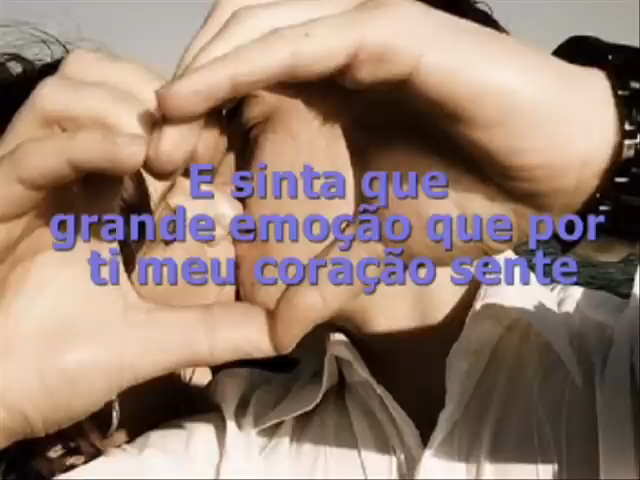 E sinta que
grande emoção que por
ti meu coração sente